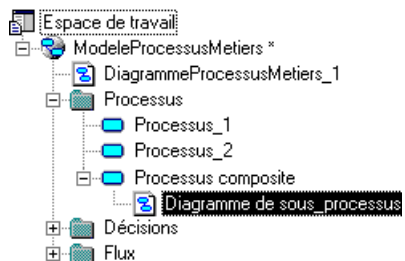 Espace de travail
ModeleProcessusMetiers *
DiagrammeProcessusMetiers_1
Processus
Processus_1
Processus_2
Processus composite
Diagramme de sous_processus
Décisions
Flux